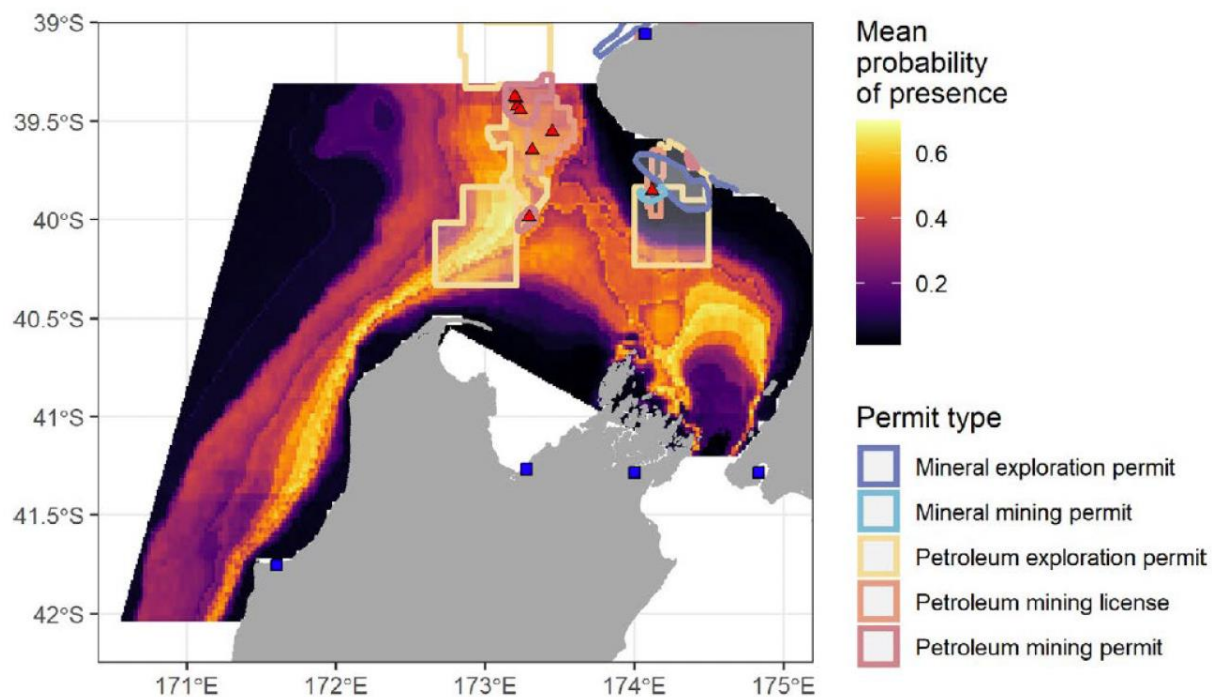 39°S
39.5°S
40°S
40.5°S
41°S
41.5°S
42°S
171°E
172°E
173°E
174°E
175°E
Mean
probability
of presence
0.6
0.4
0.2
Permit type
Mineral exploration permit
Mineral mining permit
Petroleum exploration permit
Petroleum mining license
Petroleum mining permit